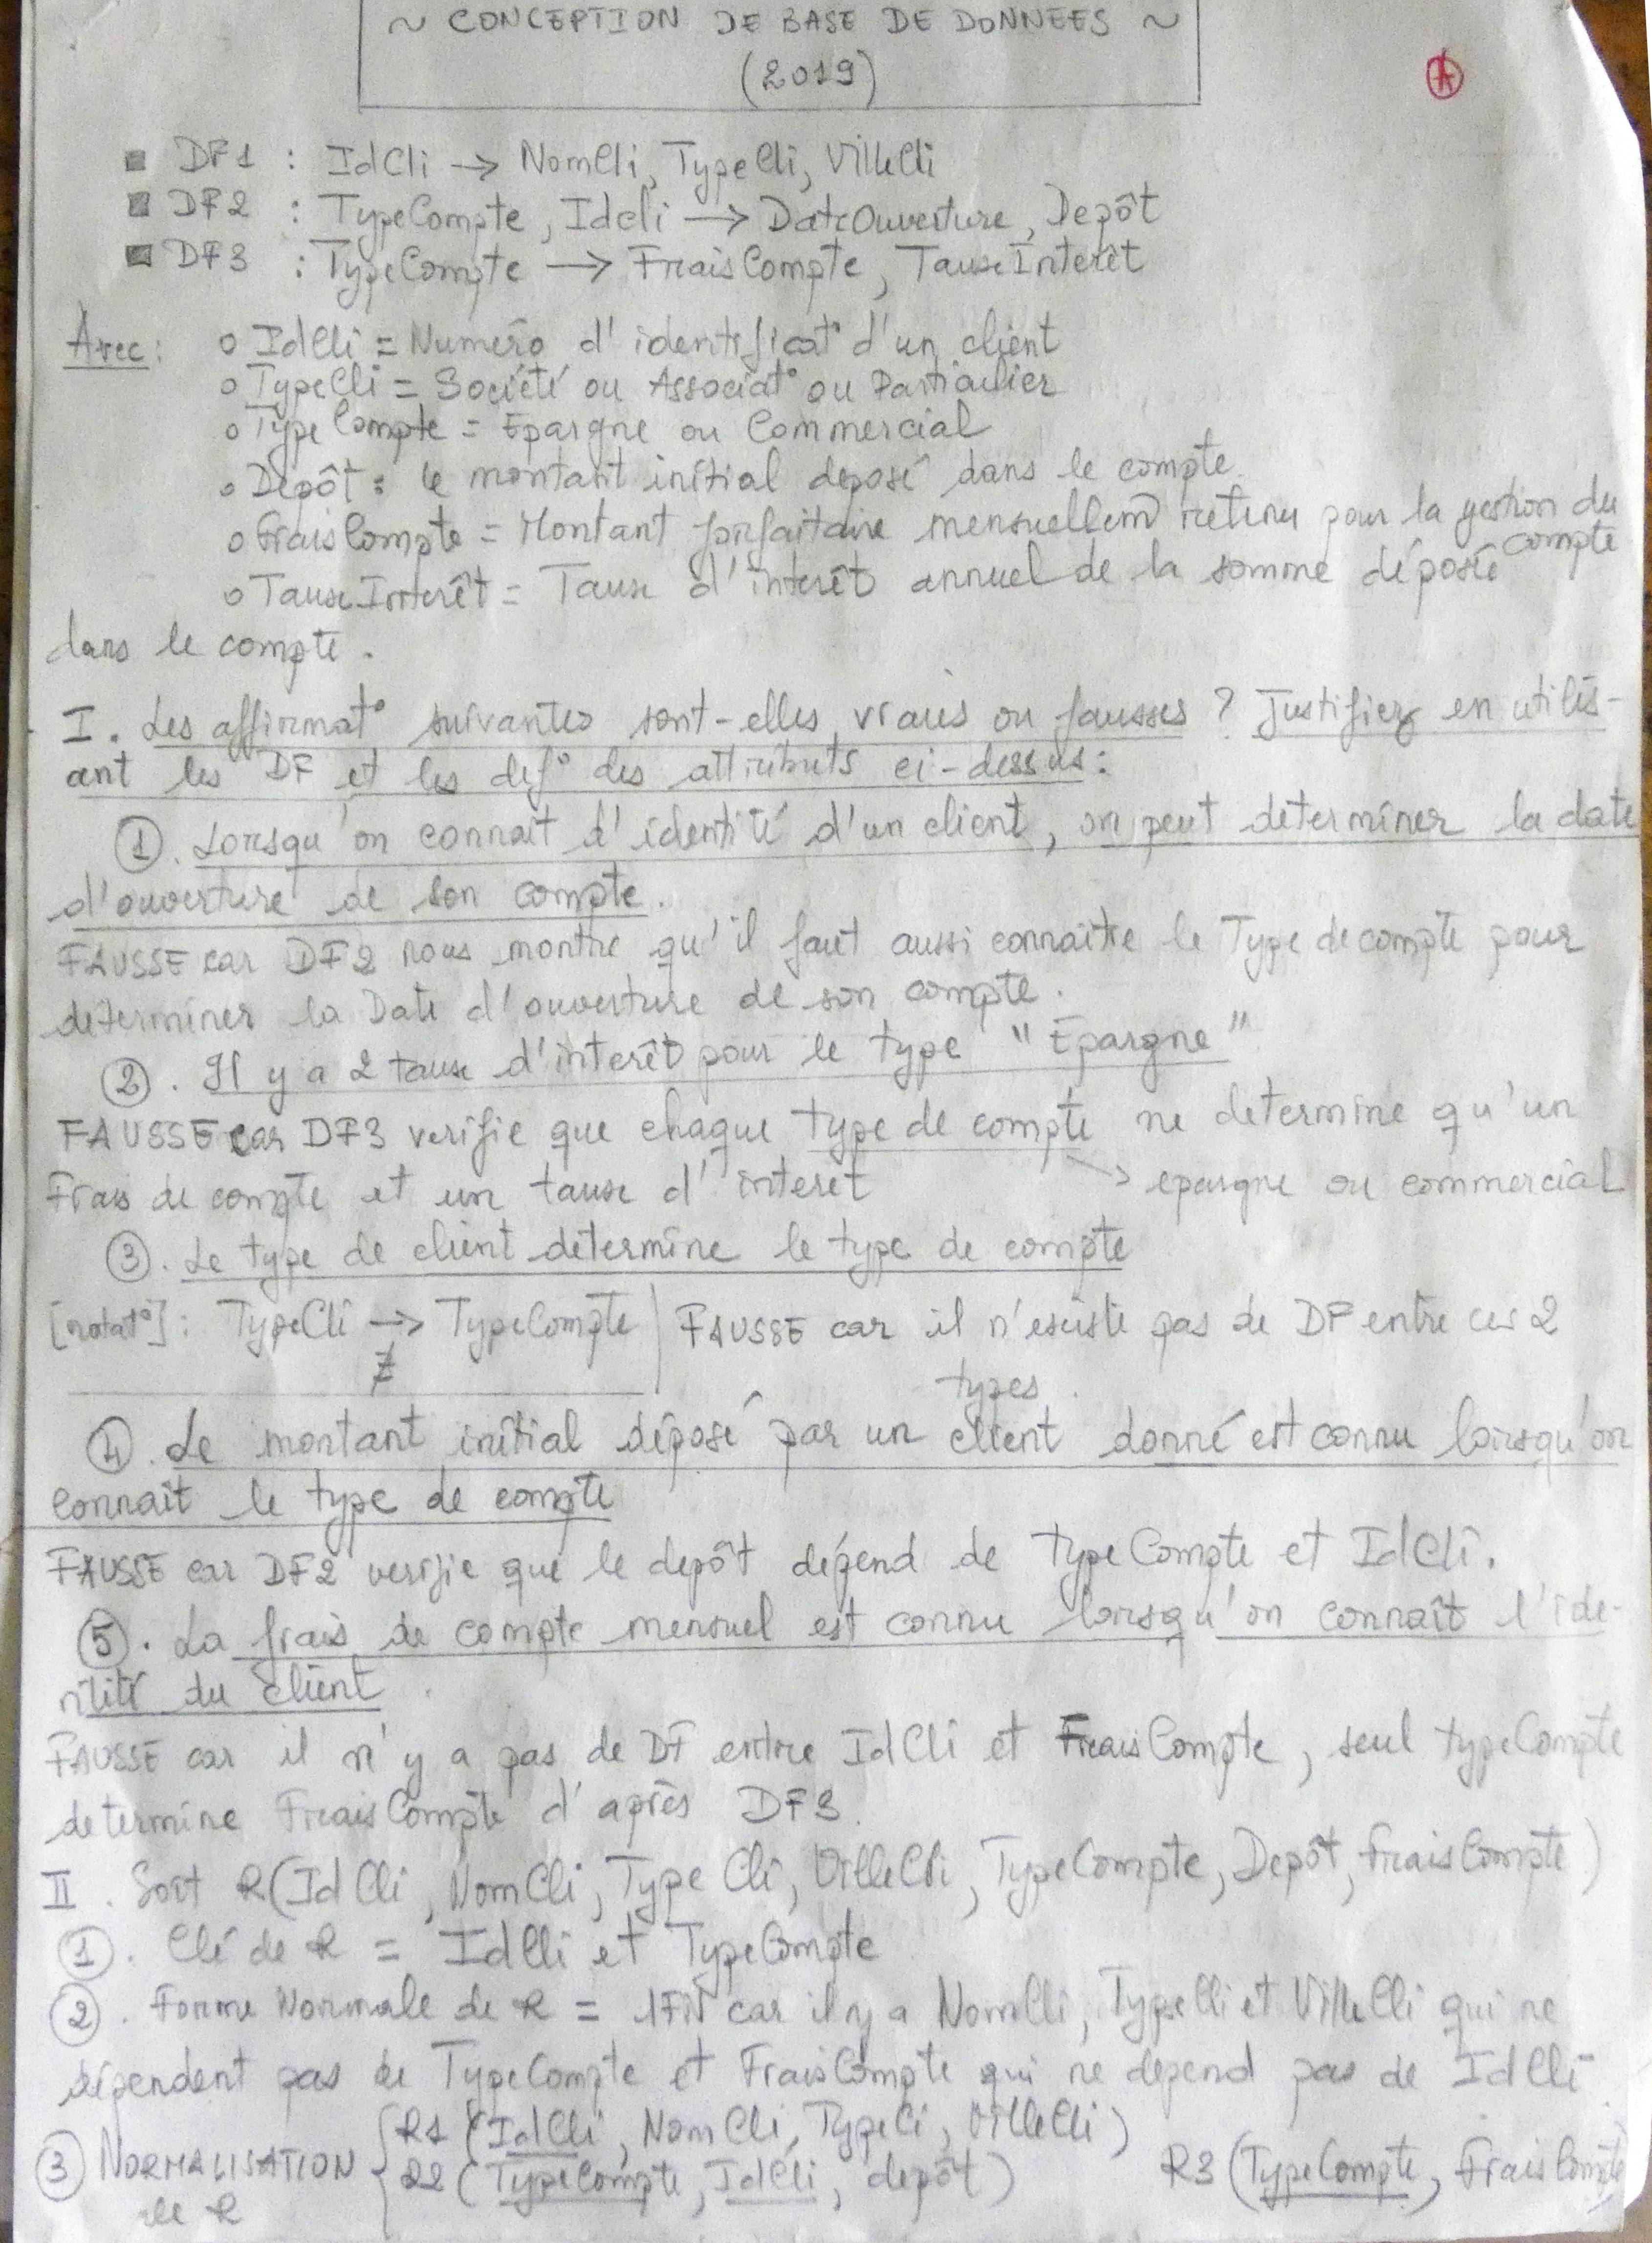 ~ CONCEPTION DE BASE DE DONNEES ~
(2019)
A
DF1 : IdCli → NomCli, TypeCli, VilleCli
DF2 : TypeCompte, Idcli → DateOuverture, Depôt
DF3 : TypeCompte → FraisCompte, TauxInterêt
Avec : o IdCli = Numéro d'identificat° d'un client
o TypeCli = Société ou Associat° ou Particulier
o TypeCompte = Epargne ou Commercial
o Depôt = le montant initial deposé dans le compte
o FraisCompte = Montant forfaitaire mensuellemt retenu pour la gestion du compte
o TauxInterêt = Taux d'interêt annuel de la somme déposée
dans le compte.
I. Les affirmat° suivantes sont-elles vraies ou fausses ? Justifiez en utilis-
ant les DF et les def° des attributs ci-dessus :
①. Lorsqu'on connait l'identité d'un client, on peut determiner la date
d'ouverture de son compte.
FAUSSE car DF2 nous montre qu'il faut aussi connaître le Type de compte pour
determiner la Date d'ouverture de son compte.
②. Il y a 2 taux d'interêt pour le type "Epargne"
FAUSSE car DF3 verifie que chaque type de compte ne determine qu'un
Frais de compte et un taux d'interêt → epargne ou commercial
③. Le type de client determine le type de compte
[notat°] : TypeCli → TypeCompte | FAUSSE car il n'existe pas de DF entre ces 2
∄ types.
④. Le montant initial déposé par un client donné est connu lorsqu'on
connait le type de compte
FAUSSE car DF2 verifie que le depôt dépend de typeCompte et IdCli.
⑤. La frais de compte mensuel est connu lorsqu'on connaît l'ide-
ntité du client.
FAUSSE car il n'y a pas de DF entre IdCli et FraisCompte, seul typeCompte
determine FraisCompte d'après DF3.
II. Soit R(IdCli, NomCli, TypeCli, VilleCli, TypeCompte, Depôt, FraisCompte)
①. Clé de R = IdCli et TypeCompte
②. Forme Normale de R = 1FN car il y a NomCli, TypeCli et VilleCli qui ne
dépendent pas de TypeCompte et FraisCompte qui ne depend pas de IdCli
③ NORMALISATION de R { R1 (IdCli, NomCli, TypeCi, VilleCli)
R2 (TypeCompte, IdCli, depôt) R3 (TypeCompte, FraisCompte)